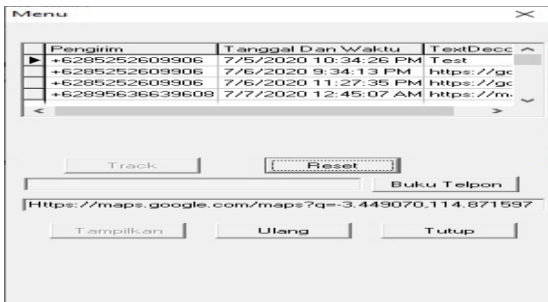 Menu
Pengirim Tanggal Dan Waktu TextDecc
+6285252609906 7/5/2020 10:34:26 PM Test
+6285252609906 7/6/2020 9:34:13 PM https://gc
+6285252609906 7/6/2020 11:27:35 PM https://gc
+62895636639608 7/7/2020 12:45:07 AM https://m.
Track Reset
Buku Telpon
Https://maps.google.com/maps?q=-3.449070,114.871597
Tampilkan Ulang Tutup